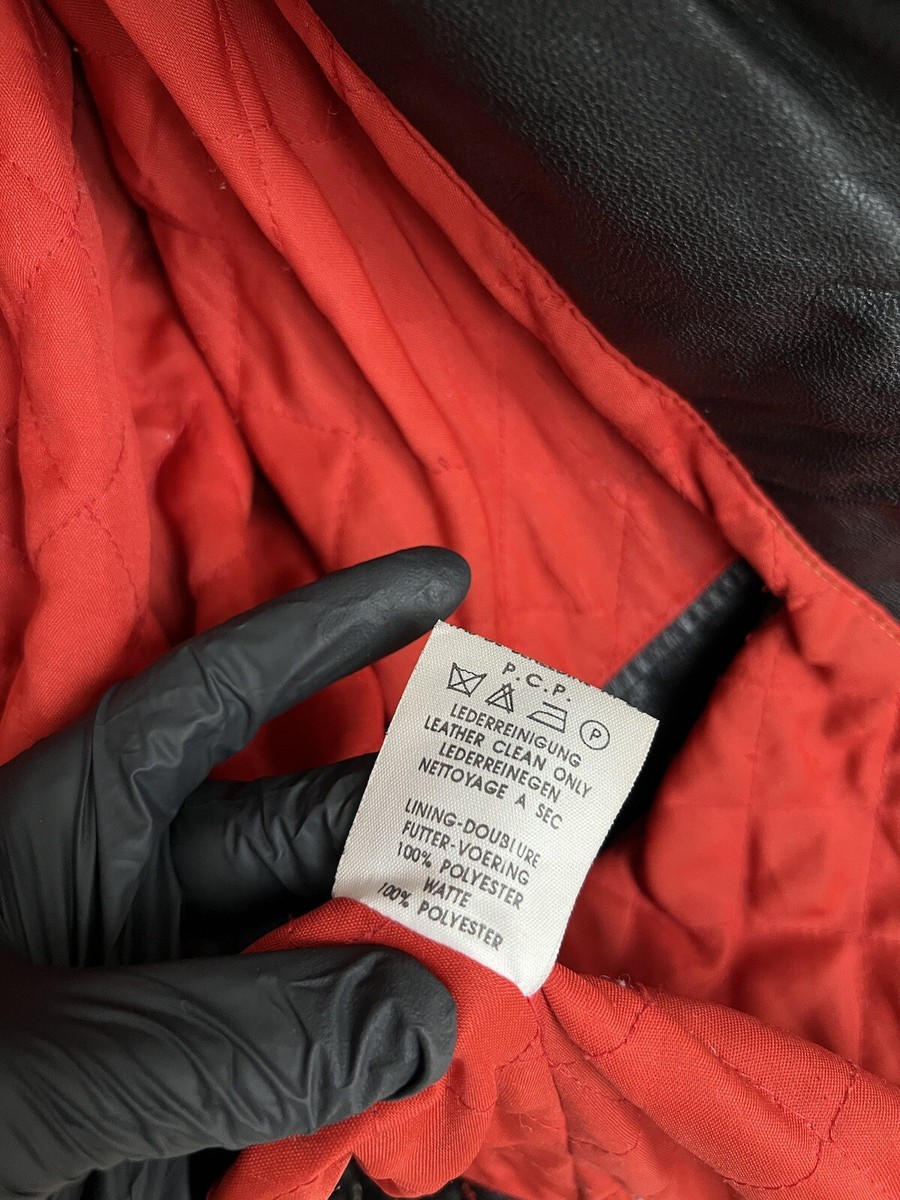 P.C.P.
P
LEDERREINIGUNG
LEATHER CLEAN ONLY
LEDERREINEGEN
NETTOYAGE A SEC
LINING-DOUBLURE
FUTTER-VOERING
100% POLYESTER
WATTE
100% POLYESTER